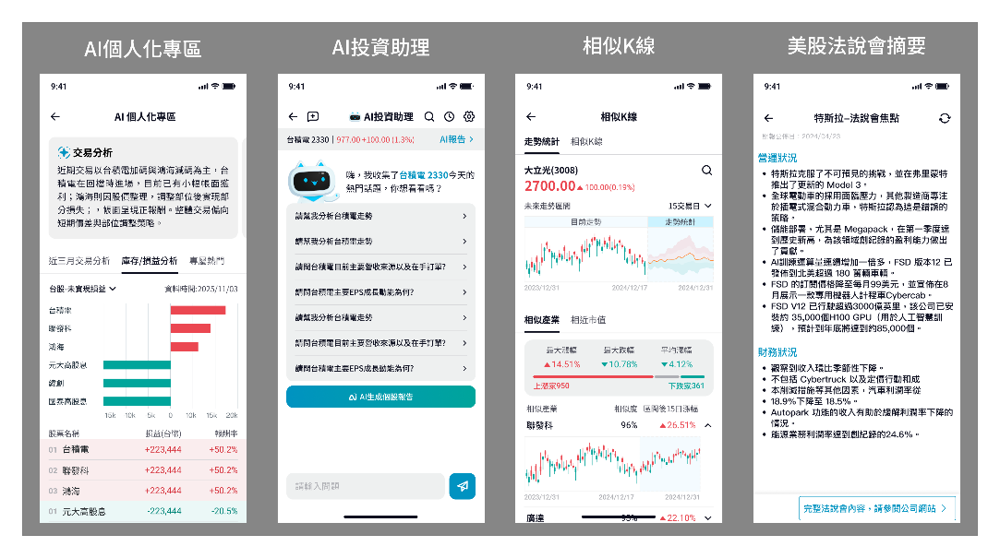 AI個人化專區
9:41
AI 個人化專區
交易分析
近期交易以台積電加碼與鴻海減碼為主，台
積電在回檔時進場，目前已有小幅帳面獲
利；鴻海則因股價整理，調整部位後實現部
分損失；，帳面呈現正報酬。整體交易偏向
短期價差與部位調整策略。
近三月交易分析 庫存/損益分析 專屬熱門
台股-未實現損益 資料時間:2025/11/03
台積電
聯發科
鴻海
元大高股息
緯創
國泰高股息
15k 10k 5k 0 5k 10k 15k 20k
股票名稱 損益(台幣) 報酬率
01 台積電 +223,444 +50.2%
02 聯發科 +223,444 +50.2%
03 鴻海 +223,444 +50.2%
01 元大高股息 -223,444 -20.5%
AI投資助理
9:41
AI投資助理
台積電 2330 | 977.00 +100.00 (1.3%) AI報告
嗨，我收集了台積電 2330今天的
熱門話題，你想看看嗎？
請幫我分析台積電走勢
請幫我分析台積電走勢
請問台積電目前主要營收來源以及在手訂單?
請問台積電主要EPS成長動能為何?
請幫我分析台積電走勢
請問台積電目前主要營收來源以及在手訂單?
請問台積電主要EPS成長動能為何?
AI生成個股報告
請輸入問題
相似K線
9:41
相似K線
走勢統計 相似K線
大立光(3008)
2700.00▲100.00(0.19%)
未來走勢區間 15交易日
目前走勢 走勢統計
2023/12/31 2024/12/17 2024/12/31
相似產業 相近市值
最大漲幅 最大跌幅 平均漲幅
▲14.51% ▼10.78% ▼4.12%
上漲家950 下跌家361
相似產業 相似度 區間後15日漲幅
聯發科 96% ▲26.51%
2023/12/31 2024/12/17 2024/12/31
廣達 95% ▲22.10%
美股法說會摘要
9:41
特斯拉–法說會焦點
財報公佈日：2024/04/23
營運狀況
• 特斯拉克服了不可預見的挑戰，並在弗里蒙特
推出了更新的 Model 3。
• 全球電動車的採用面臨壓力，其他製造商專注
於插電式混合動力車，特斯拉認為這是錯誤的
策略。
• 儲能部署，尤其是 Megapack，在第一季度達
到歷史新高，為該領域創紀錄的盈利能力做出
了貢獻。
• AI訓練運算量連續增加一倍多，FSD 版本12 已
發佈到北美超過 180 萬輛車輛。
• FSD 的訂閱價格降至每月99美元，並宣佈在8
月展示一款專用機器人計程車Cybercab。
• FSD V12 已行駛超過3000億英里，該公司已安
裝約 35,000個H100 GPU（用於人工智慧訓
練），預計到年底將達到約85,000個。
財務狀況
• 觀察到收入環比季節性下降。
• 不包括 Cybertruck 以及定價行動和成
• 本削減措施等其他因素，汽車利潤率從
• 18.9%下降至 18.5%。
• Autopark 功能的收入有助於緩解利潤率下降的
情況。
• 能源業務利潤率達到創紀錄的24.6%。
完整法說會內容，請參閱公司網站